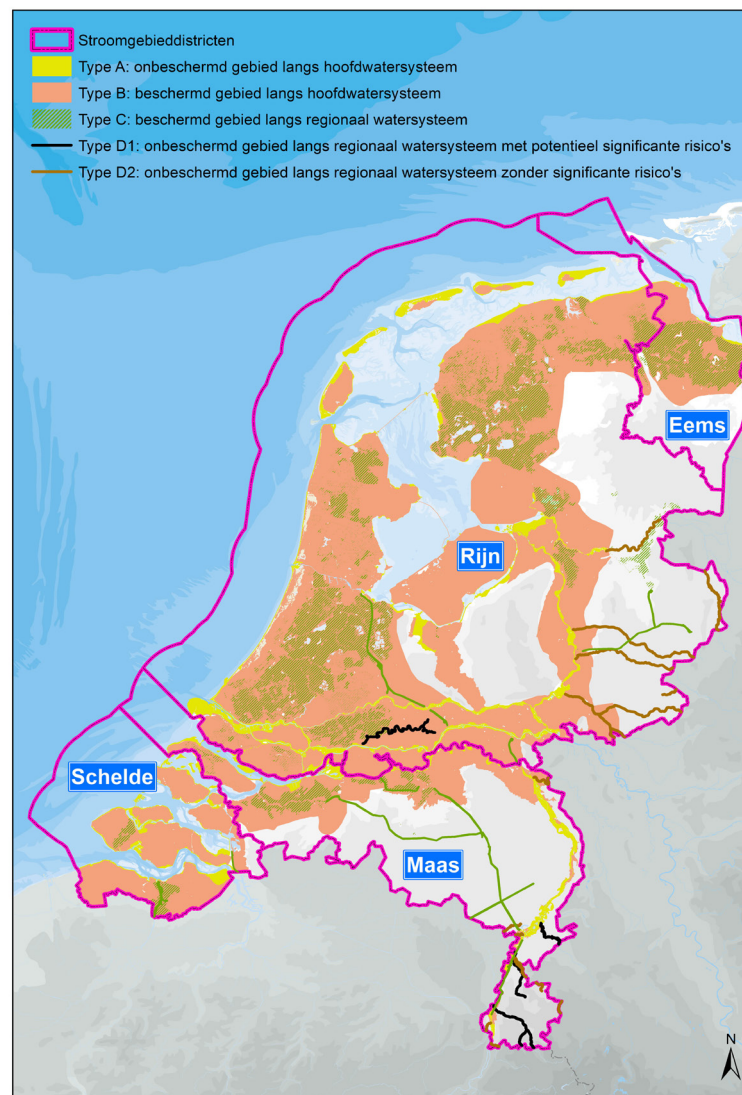 Stroomgebieddistricten
Type A: onbeschermd gebied langs hoofdwatersysteem
Type B: beschermd gebied langs hoofdwatersysteem
Type C: beschermd gebied langs regionaal watersysteem
Type D1: onbeschermd gebied langs regionaal watersysteem met potentieel significante risico's
Type D2: onbeschermd gebied langs regionaal watersysteem zonder significante risico's
Eems
Rijn
Schelde
Maas
N